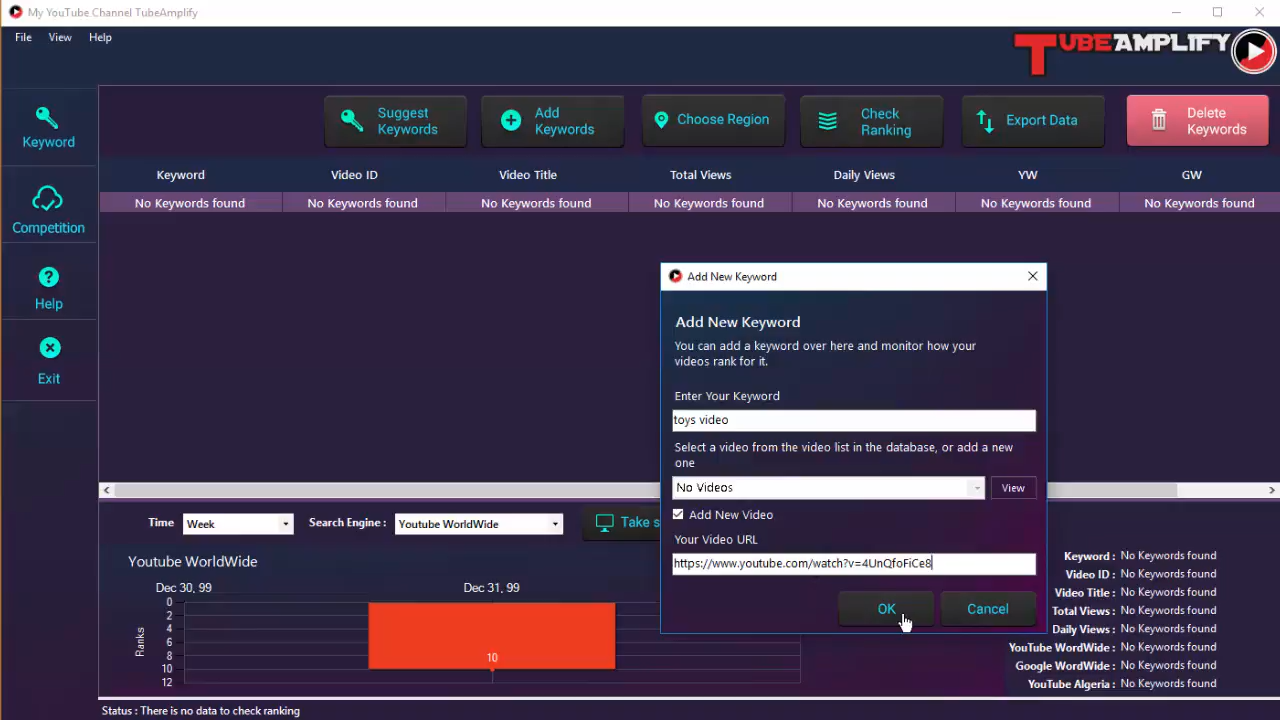 My YouTube Channel TubeAmplify
File View Help
TUBEAMPLIFY
Keyword
Competition
Help
Exit
Suggest Keywords
Add Keywords
Choose Region
Check Ranking
Export Data
Delete Keywords
Keyword Video ID Video Title Total Views Daily Views YW GW
No Keywords found No Keywords found No Keywords found No Keywords found No Keywords found No Keywords found No Keywords found
Add New Keyword
Add New Keyword
You can add a keyword over here and monitor how your
videos rank for it.
Enter Your Keyword
toys video
Select a video from the video list in the database, or add a new
one
No Videos View
Add New Video
Your Video URL
https://www.youtube.com/watch?v=4UnQfoFiCe8
OK Cancel
Time Week Search Engine : Youtube WorldWide Take s
Youtube WorldWide
Dec 30, 99 Dec 31, 99
Ranks
0
2
4
6
8
10
12
10
Keyword : No Keywords found
Video ID : No Keywords found
Video Title : No Keywords found
Total Views : No Keywords found
Daily Views : No Keywords found
YouTube WordWide : No Keywords found
Google WordWide : No Keywords found
YouTube Algeria : No Keywords found
Status : There is no data to check ranking